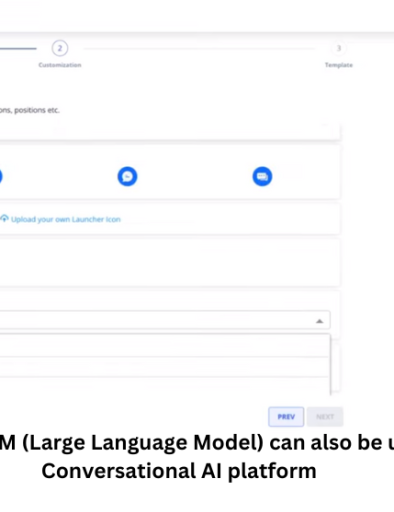 2 3
Customization Template
ons, positions etc.
Upload your own Launcher Icon
PREV NEXT
M (Large Language Model) can also be u
Conversational AI platform